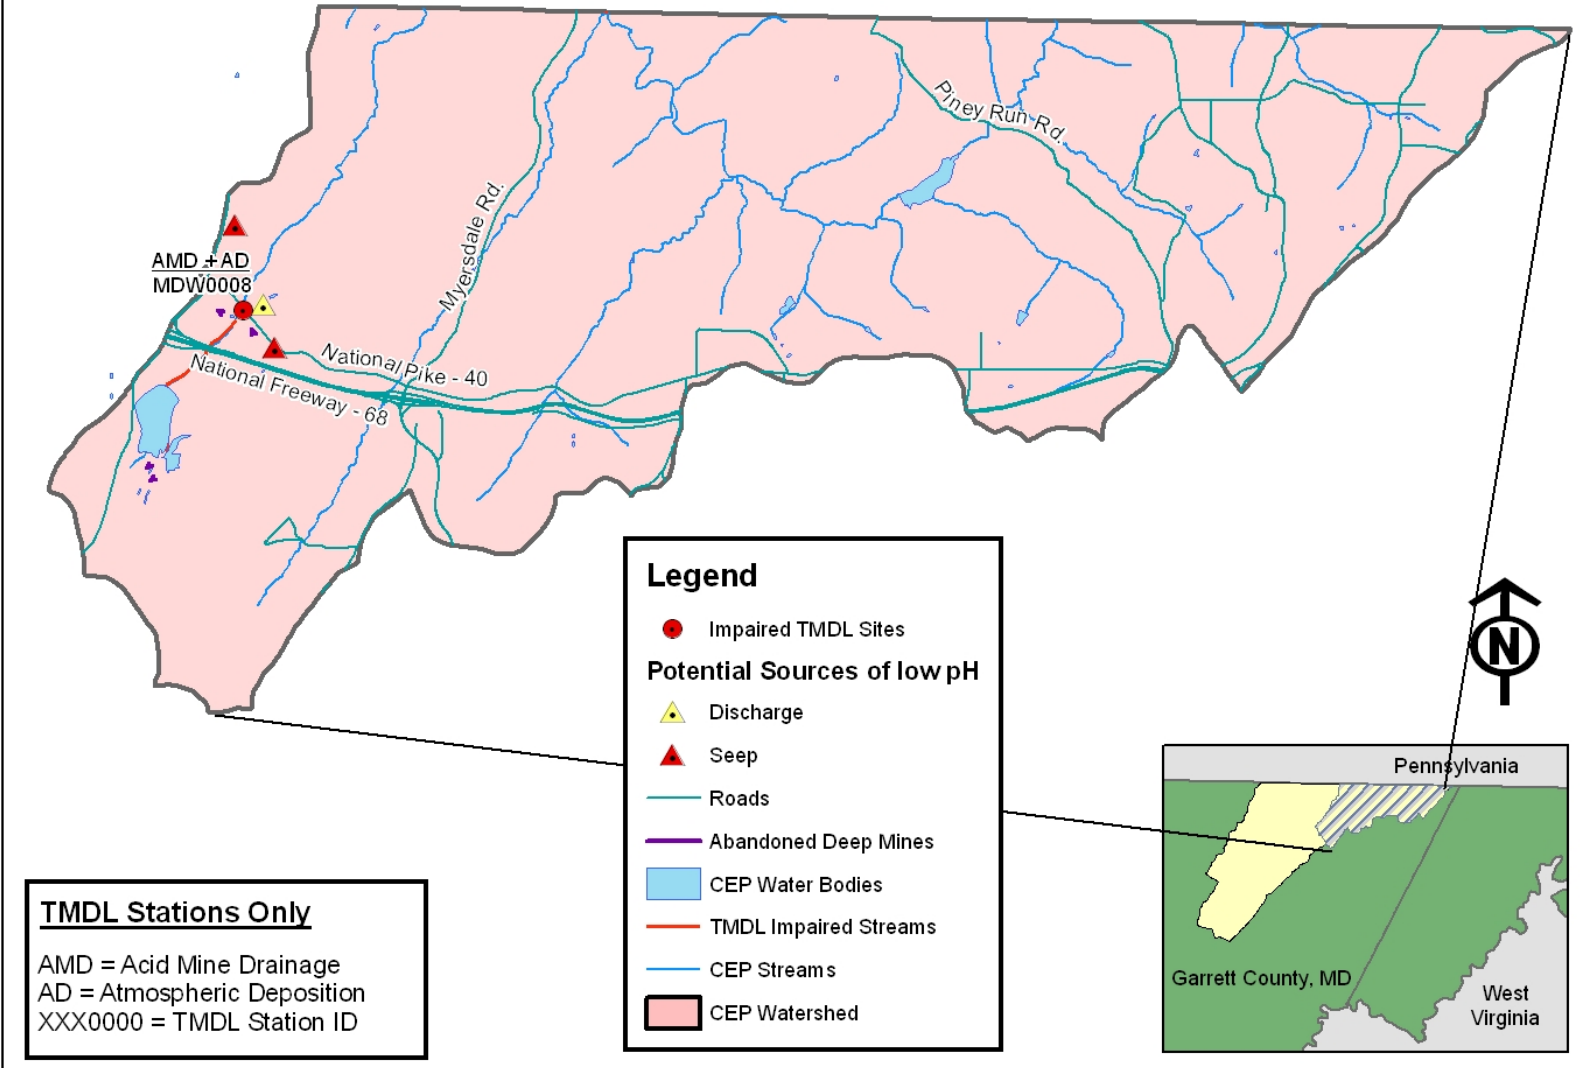 Piney Run Rd.
Myersdale Rd.
AMD + AD
MDW0008
National Pike - 40
National Freeway - 68
Legend
Impaired TMDL Sites
Potential Sources of low pH
Discharge
Seep
Roads
Abandoned Deep Mines
CEP Water Bodies
TMDL Impaired Streams
CEP Streams
CEP Watershed
N
TMDL Stations Only
AMD = Acid Mine Drainage
AD = Atmospheric Deposition
XXX0000 = TMDL Station ID
Pennsylvania
Garrett County, MD
West
Virginia